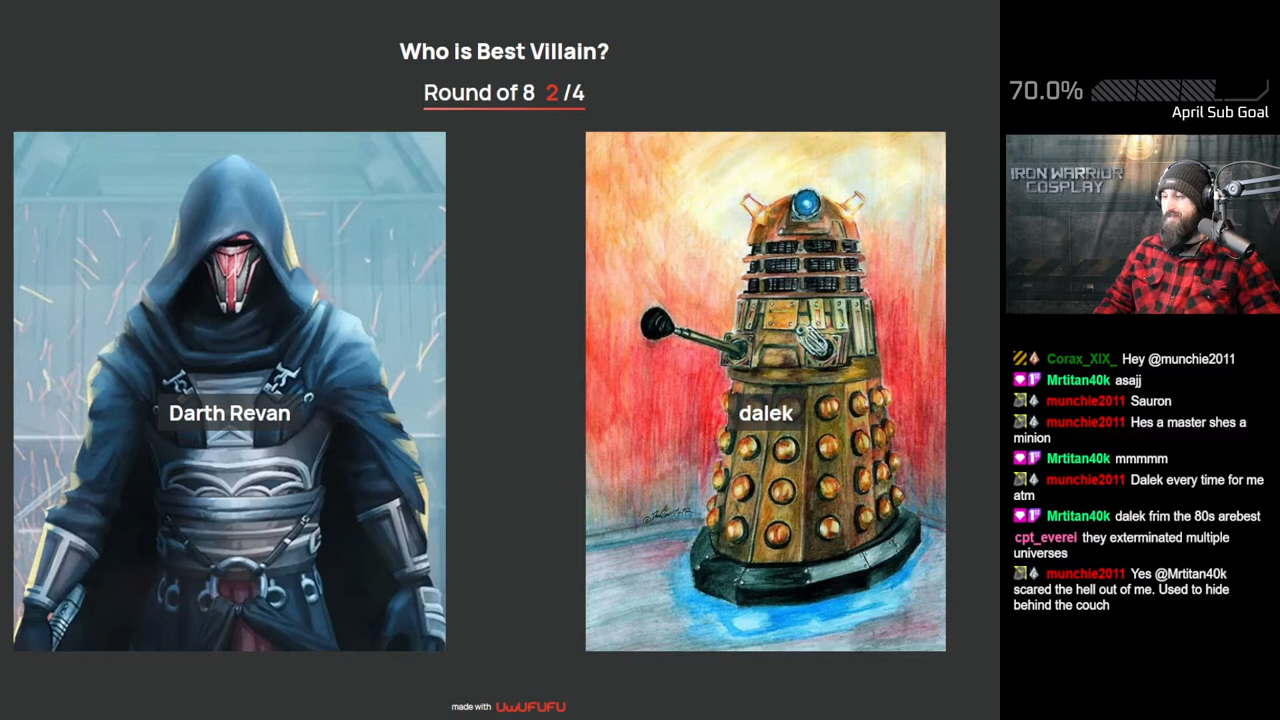 Who is Best Villain?
Round of 8 2 /4
Darth Revan
dalek
made with UWUFUFU
70.0%
April Sub Goal
IRON WARRIOR
COSPLAY
Corax_XIX_ Hey @munchie2011
Mrtitan40k asajj
munchie2011 Sauron
munchie2011 Hes a master shes a
minion
Mrtitan40k mmmmm
munchie2011 Dalek every time for me
atm
Mrtitan40k dalek frim the 80s arebest
cpt_everei they exterminated multiple
universes
munchie2011 Yes @Mrtitan40k
scared the hell out of me. Used to hide
behind the couch